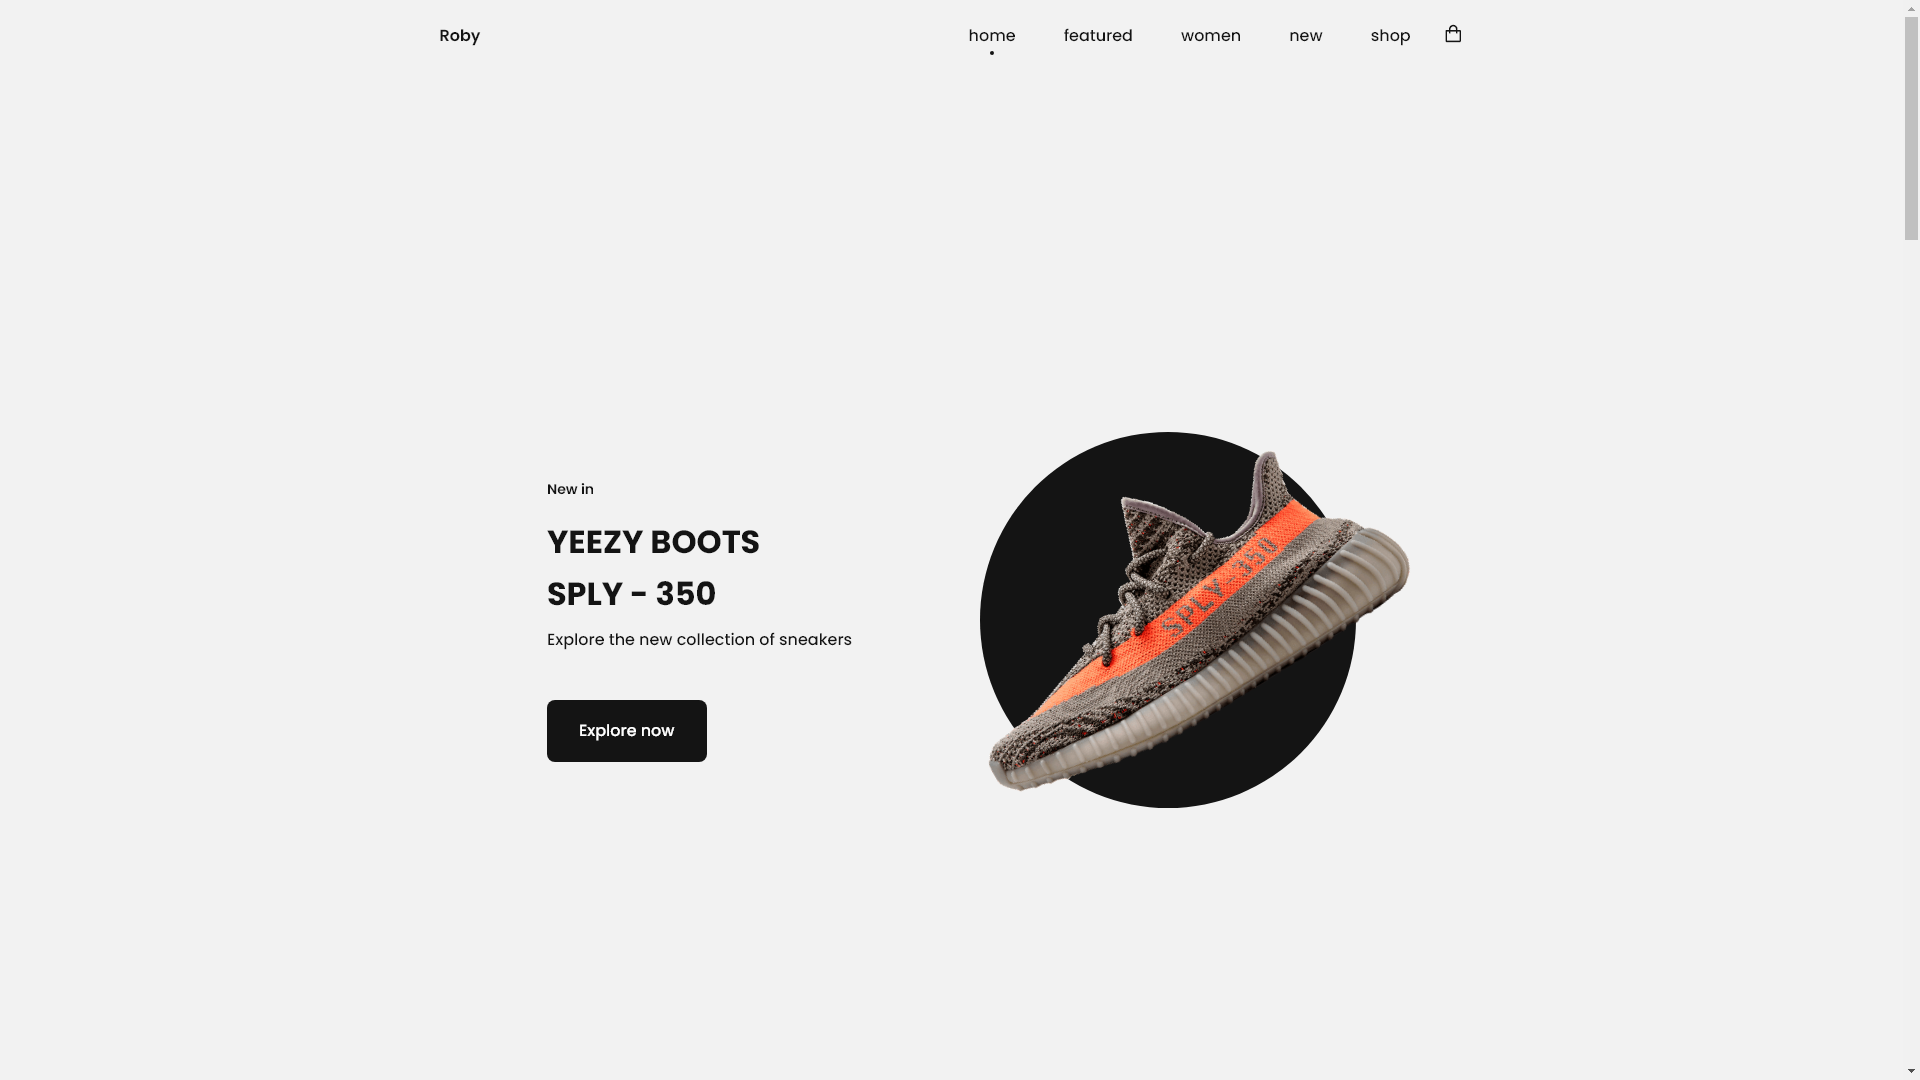 Roby
home
featured
women
new
shop
New in
YEEZY BOOTS
SPLY - 350
Explore the new collection of sneakers
Explore now
SPLY-350